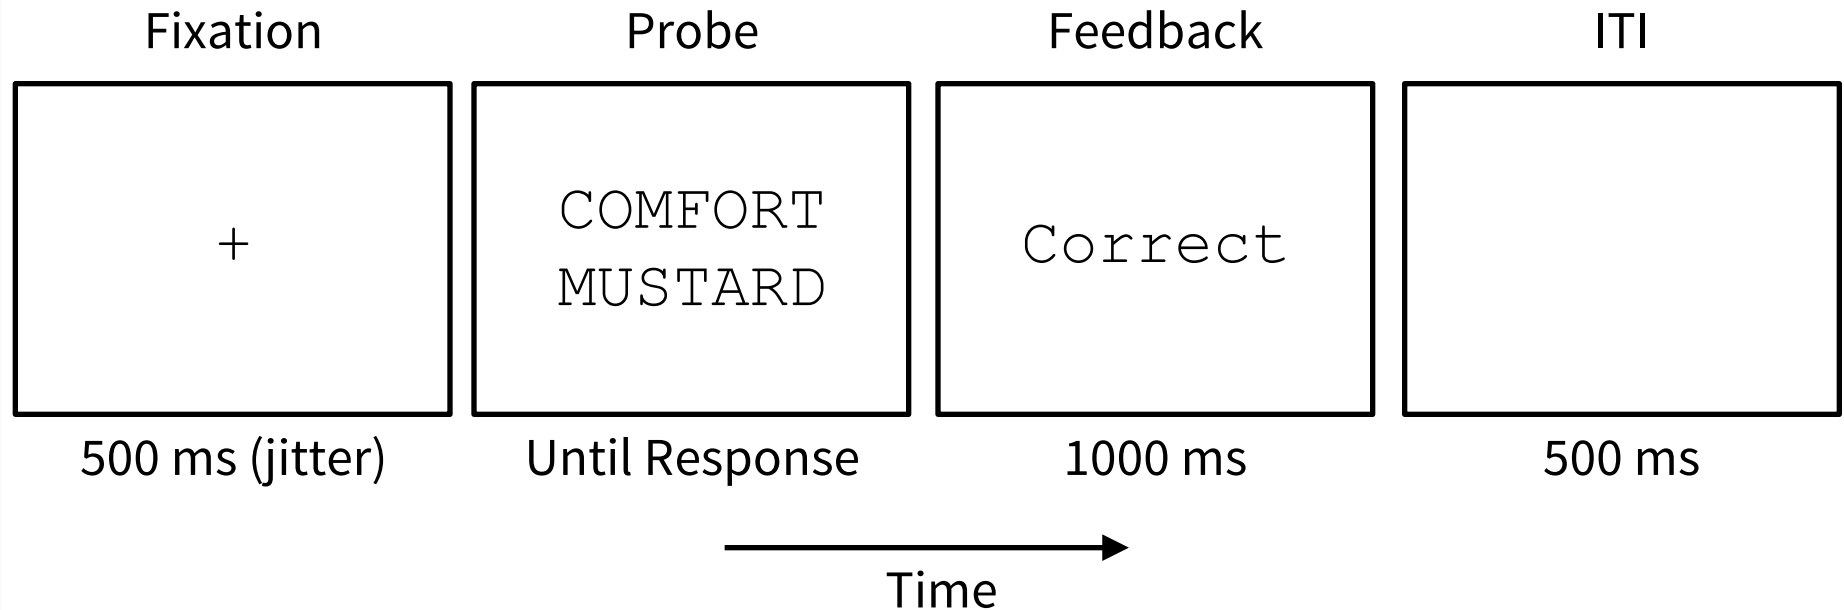 Fixation
Probe
Feedback
ITI
+
COMFORT
MUSTARD
Correct
500 ms (jitter)
Until Response
1000 ms
500 ms
Time